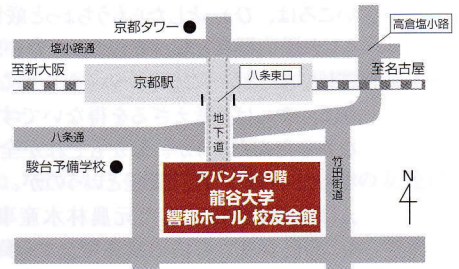 京都タワー
高倉塩小路
塩小路通
至新大阪
京都駅
八条東口
至名古屋
地下道
八条通
駿台予備学校
アバンティ9階
龍谷大学
響都ホール 校友会館
竹田街道
N